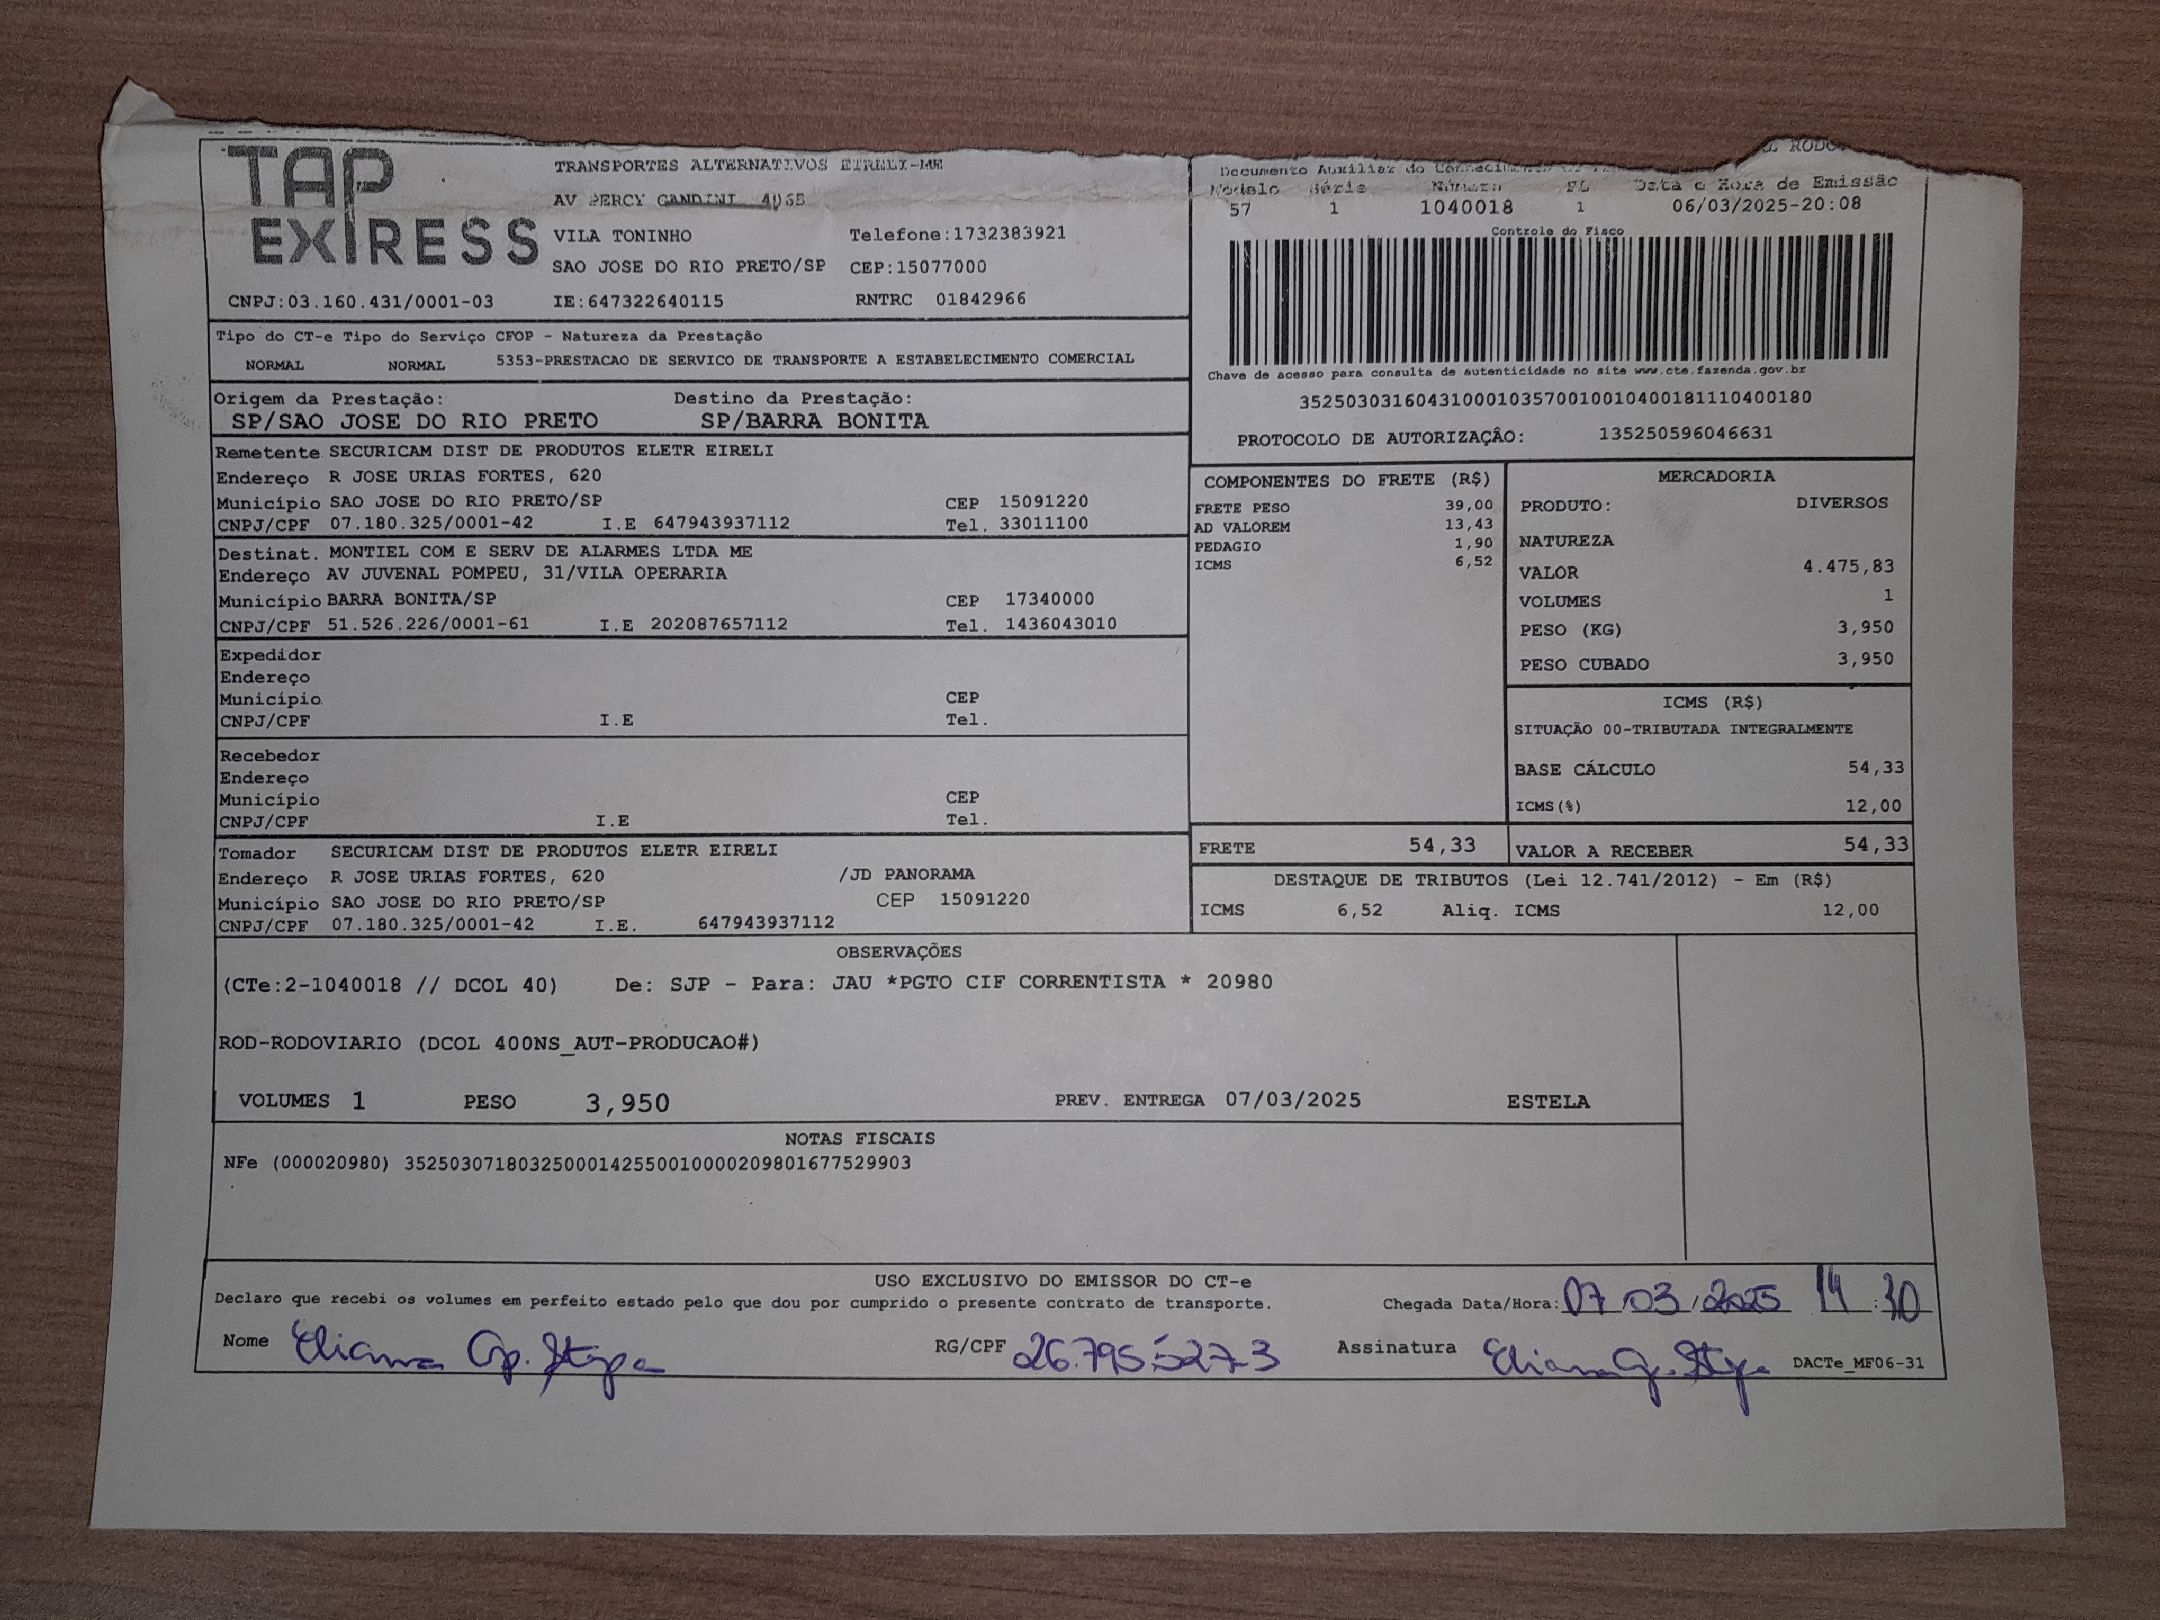 TAP
EXPRESS
TRANSPORTES ALTERNATIVOS EIRELI-ME
AV PERCY GANDINI 4065
VILA TONINHO Telefone:1732383921
SAO JOSE DO RIO PRETO/SP CEP:15077000
CNPJ:03.160.431/0001-03 IE:647322640115 RNTRC 01842966
Documento Auxiliar do
Modelo Série Número FL Data e Hora de Emissão
57 1 1040018 1 06/03/2025-20:08
Controle do Fisco
Chave de acesso para consulta de autenticidade no site www.cte.fazenda.gov.br
35250303160431000103570010010400181110400180
PROTOCOLO DE AUTORIZAÇÂO: 135250596046631
Tipo do CT-e Tipo do Serviço CFOP - Natureza da Prestação
NORMAL NORMAL 5353-PRESTACAO DE SERVICO DE TRANSPORTE A ESTABELECIMENTO COMERCIAL
Origem da Prestação: Destino da Prestação:
SP/SAO JOSE DO RIO PRETO SP/BARRA BONITA
Remetente SECURICAM DIST DE PRODUTOS ELETR EIRELI
Endereço R JOSE URIAS FORTES, 620
Município SAO JOSE DO RIO PRETO/SP CEP 15091220
CNPJ/CPF 07.180.325/0001-42 I.E 647943937112 Tel. 33011100
Destinat. MONTIEL COM E SERV DE ALARMES LTDA ME
Endereço AV JUVENAL POMPEU, 31/VILA OPERARIA
Município BARRA BONITA/SP CEP 17340000
CNPJ/CPF 51.526.226/0001-61 I.E 202087657112 Tel. 1436043010
Expedidor
Endereço
Município CEP
CNPJ/CPF I.E Tel.
Recebedor
Endereço
Município CEP
CNPJ/CPF I.E Tel.
Tomador SECURICAM DIST DE PRODUTOS ELETR EIRELI
Endereço R JOSE URIAS FORTES, 620 /JD PANORAMA
Município SAO JOSE DO RIO PRETO/SP CEP 15091220
CNPJ/CPF 07.180.325/0001-42 I.E. 647943937112
COMPONENTES DO FRETE (R$)
FRETE PESO 39,00
AD VALOREM 13,43
PEDAGIO 1,90
ICMS 6,52
MERCADORIA
PRODUTO: DIVERSOS
NATUREZA
VALOR 4.475,83
VOLUMES 1
PESO (KG) 3,950
PESO CUBADO 3,950
ICMS (R$)
SITUAÇÃO 00-TRIBUTADA INTEGRALMENTE
BASE CÁLCULO 54,33
ICMS(%) 12,00
FRETE 54,33 VALOR A RECEBER 54,33
DESTAQUE DE TRIBUTOS (Lei 12.741/2012) - Em (R$)
ICMS 6,52 Aliq. ICMS 12,00
OBSERVAÇÕES
(CTe:2-1040018 // DCOL 40) De: SJP - Para: JAU *PGTO CIF CORRENTISTA * 20980
ROD-RODOVIARIO (DCOL 400NS_AUT-PRODUCAO#)
VOLUMES 1 PESO 3,950 PREV. ENTREGA 07/03/2025 ESTELA
NOTAS FISCAIS
NFe (000020980) 35250307180325000142550010000209801677529903
USO EXCLUSIVO DO EMISSOR DO CT-e
Declaro que recebi os volumes em perfeito estado pelo que dou por cumprido o presente contrato de transporte. Chegada Data/Hora: 07 03/2025 14:30
Nome Eliana Ap. RG/CPF 26.795.527-3 Assinatura Eliana Ap. DACTe_MF06-31